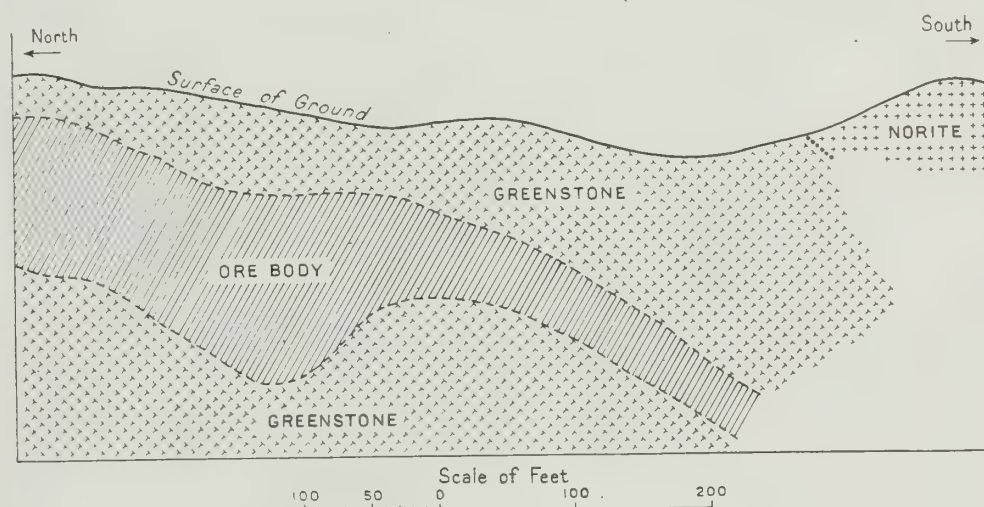 North
South
Surface of Ground
NORITE
GREENSTONE
ORE BODY
GREENSTONE
Scale of Feet
100 50 0 100 200